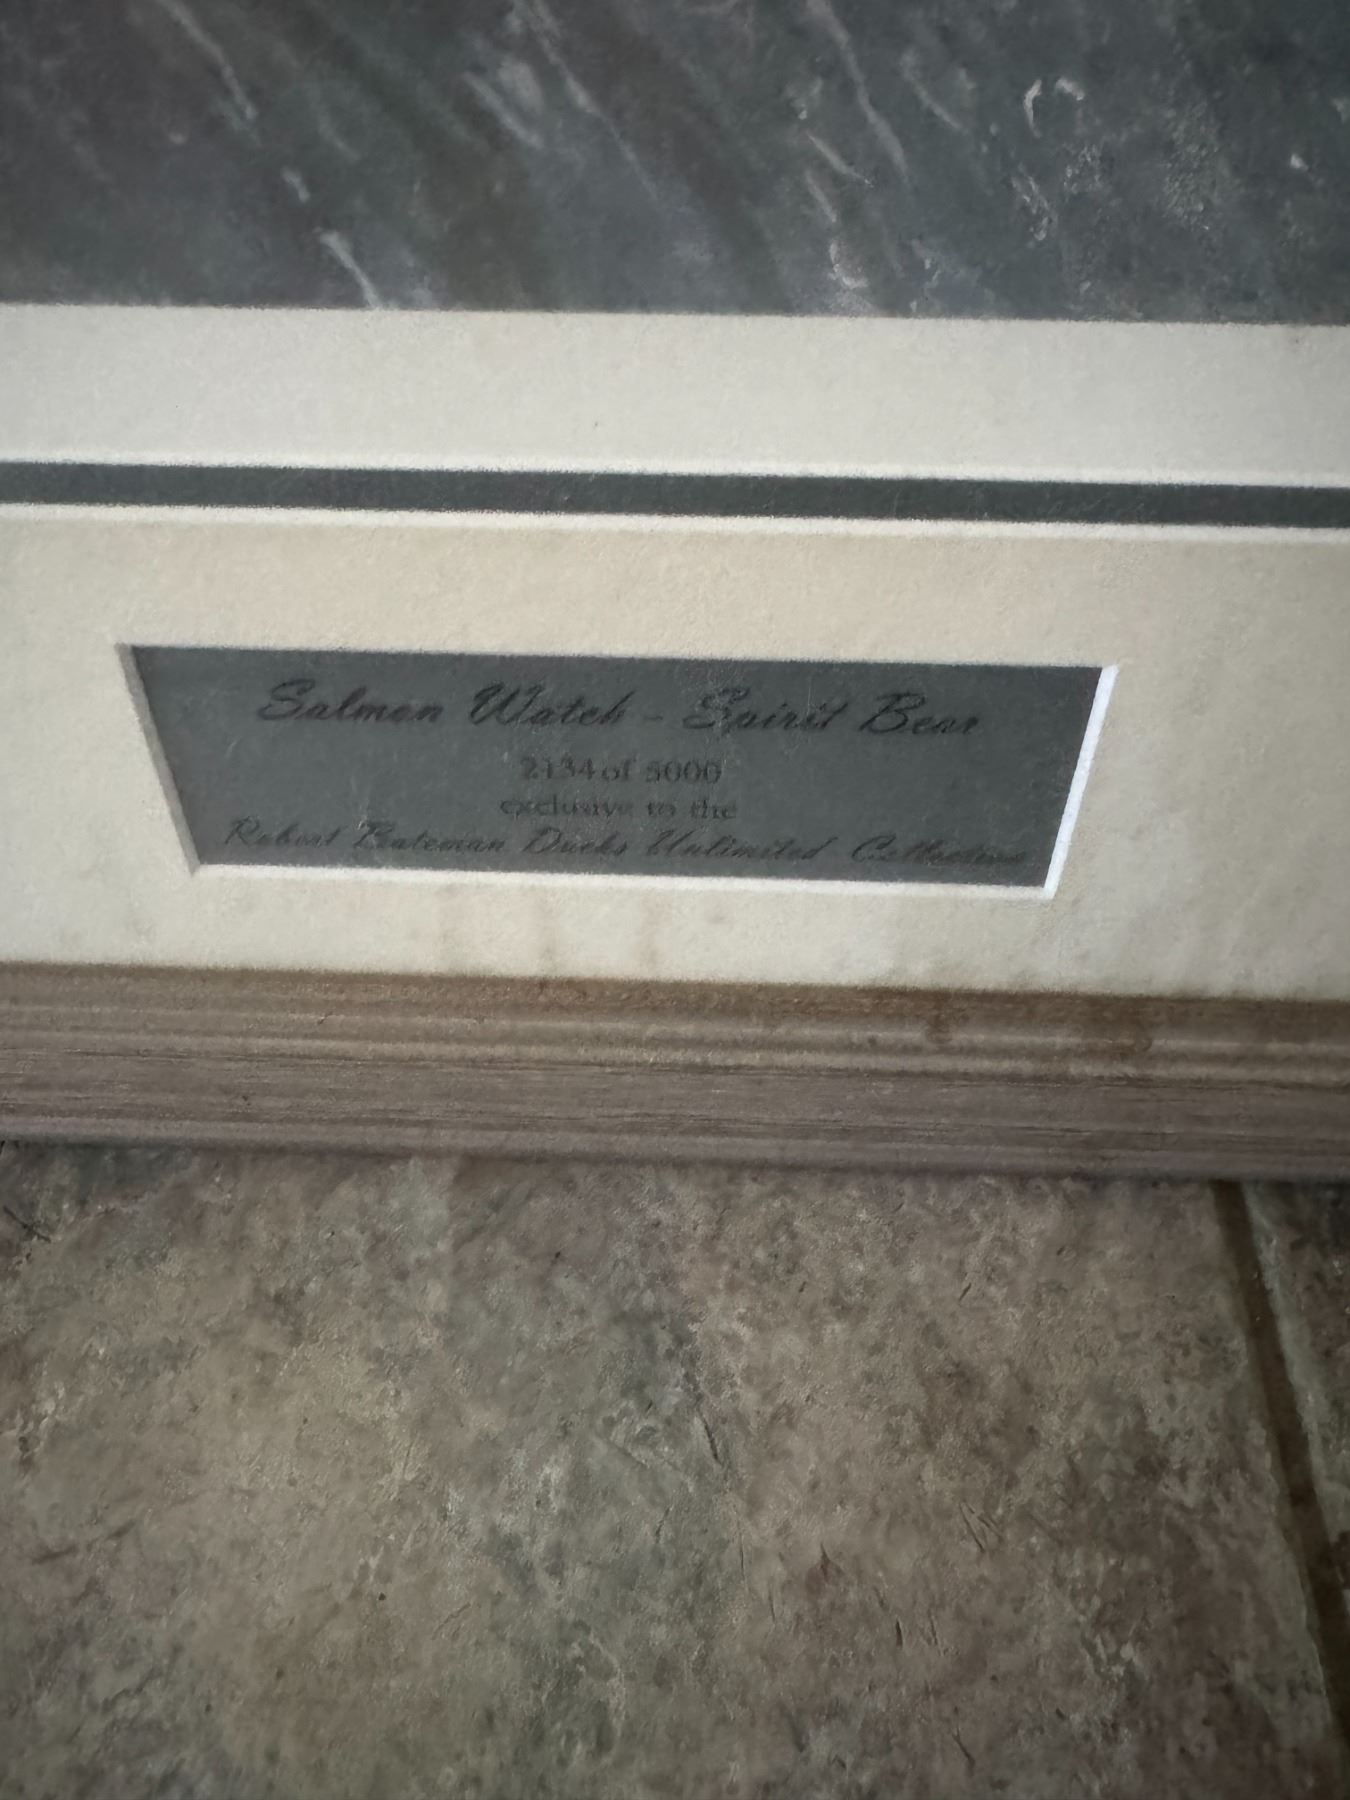 Salmon Watch - Spirit Bear
2134 of 5000
exclusive to the
Robert Bateman Ducks Unlimited Collection